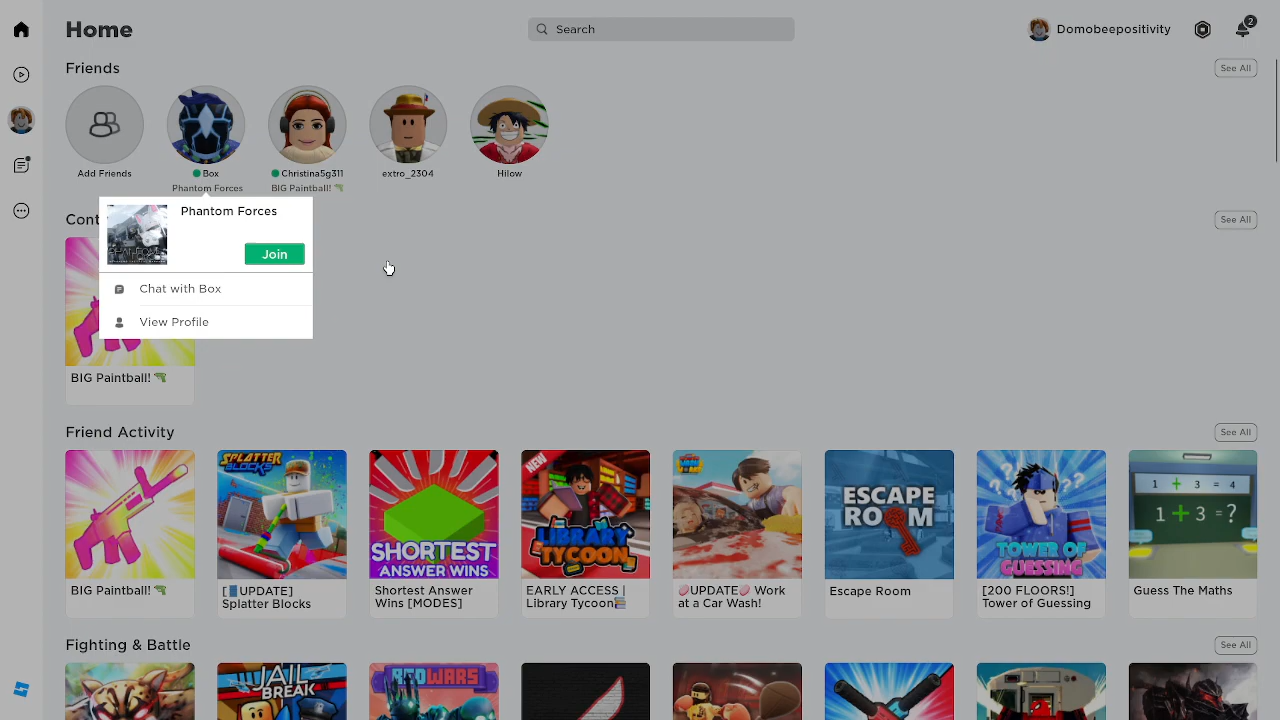 Home
Search
Domobeepositivity
2
Friends
See All
Add Friends
Box
Phantom Forces
Christina5g311
BIG Paintball!
extro_2304
Hilow
Phantom Forces
Join
Chat with Box
View Profile
Cont
See All
BIG Paintball!
Friend Activity
See All
SPLATTER
BLOCKS
SHORTEST
ANSWER WINS
NEW
LIBRARY
TYCOON
ESCAPE
ROOM
TOWER OF
GUESSING
1 + 3 = 4
1 + 3 = ?
BIG Paintball!
[UPDATE]
Splatter Blocks
Shortest Answer
Wins [MODES]
EARLY ACCESS |
Library Tycoon
UPDATE Work
at a Car Wash!
Escape Room
[200 FLOORS!]
Tower of Guessing
Guess The Maths
Fighting & Battle
See All
JAIL
BREAK
BEDWARS